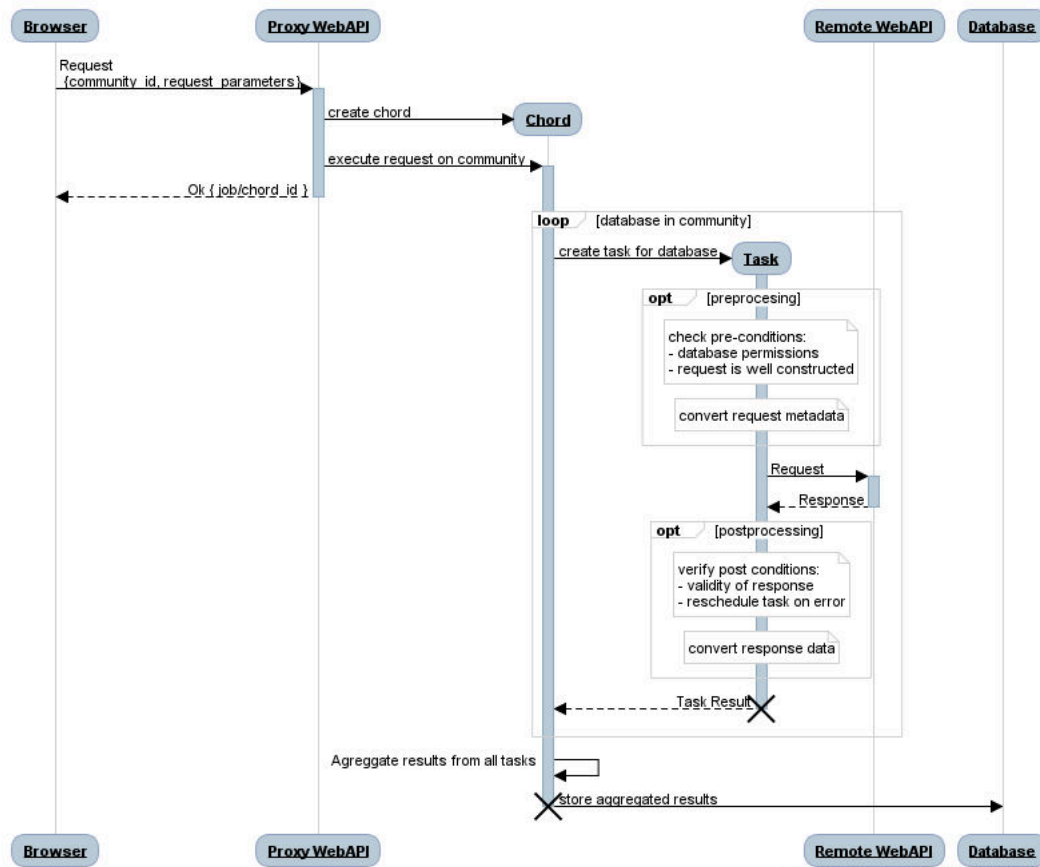 Browser
Proxy WebAPI
Remote WebAPI
Database
Request
{community_id, request_parameters}
create chord
Chord
execute request on community
Ok { job/chord_id }
loop
[database in community]
create task for database
Task
opt
[preprocesing]
check pre-conditions:
- database permissions
- request is well constructed
convert request metadata
Request
Response
opt
[postprocessing]
verify post conditions:
- validity of response
- reschedule task on error
convert response data
Task Result
Agreggate results from all tasks
store aggregated results
Browser
Proxy WebAPI
Remote WebAPI
Database